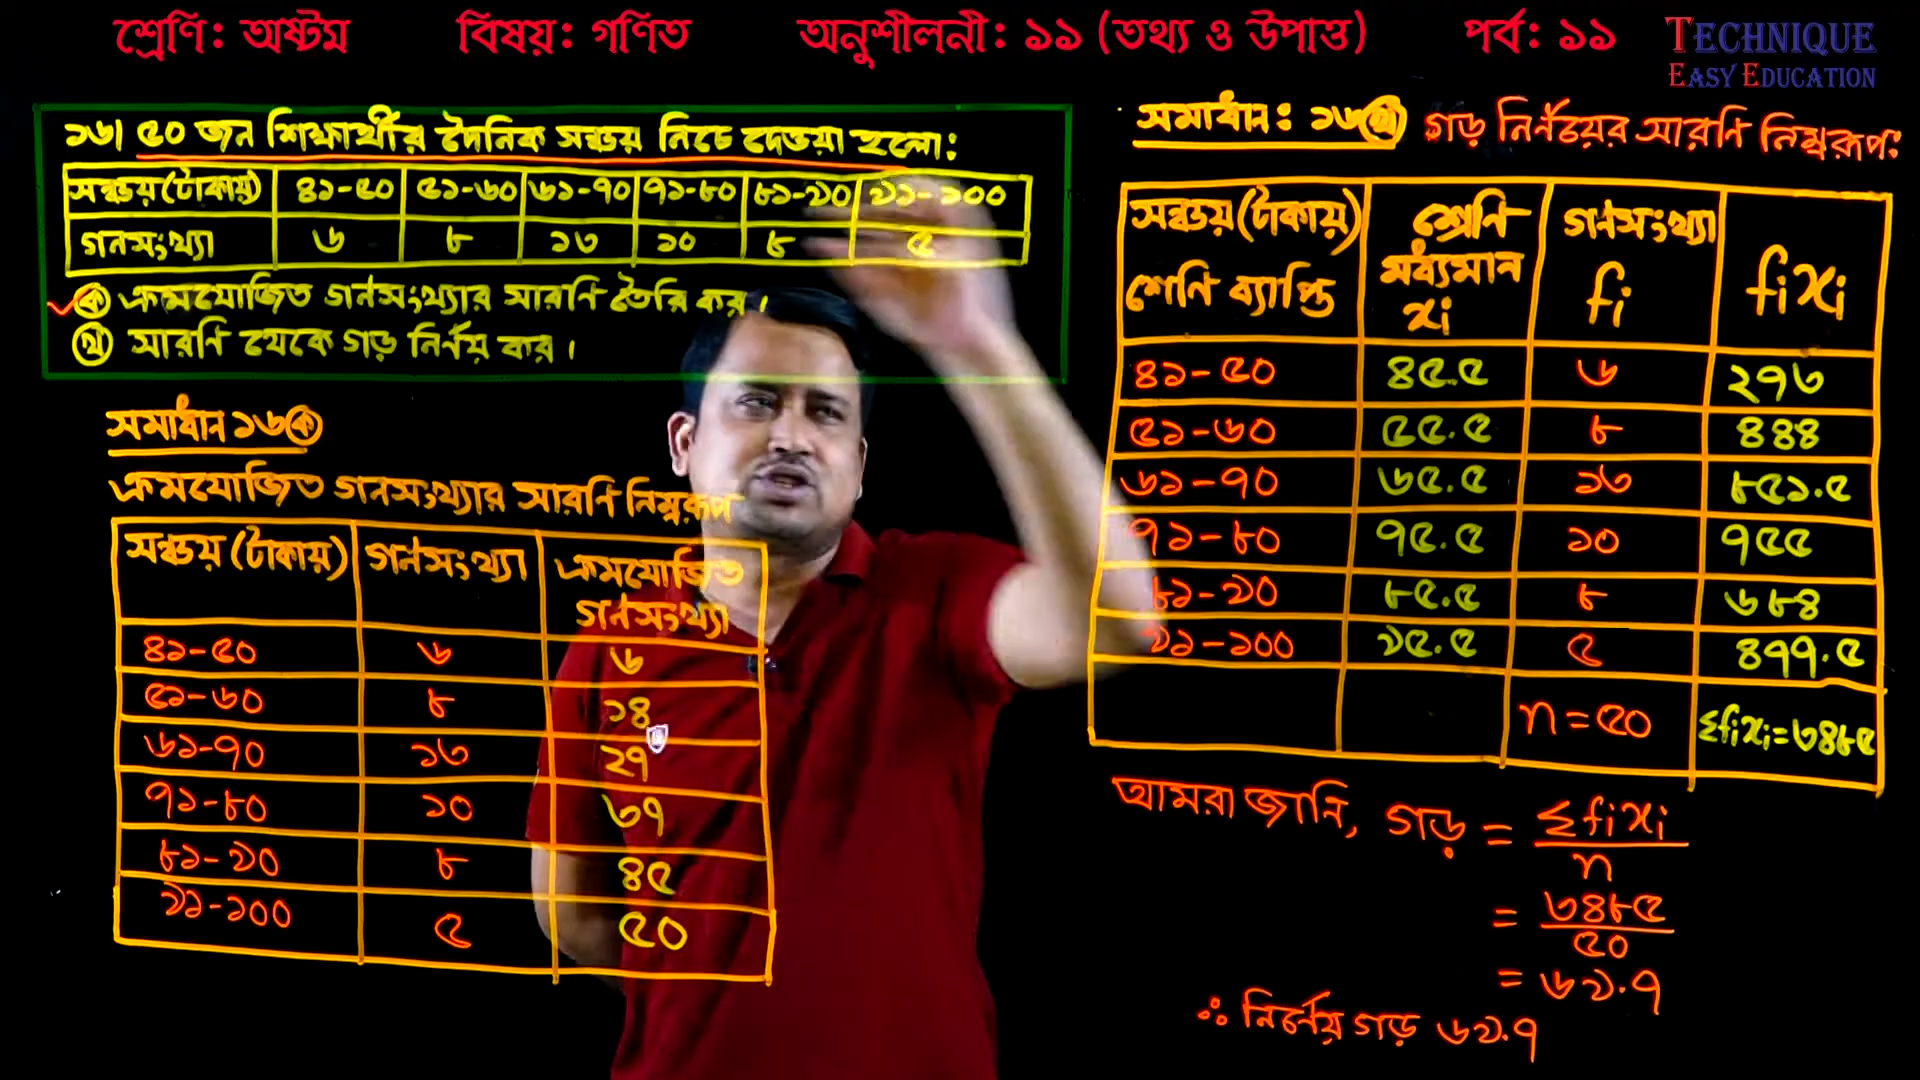 শ্রেণি: অষ্টম বিষয়: গণিত অনুশীলনী: ১১ (তথ্য ও উপাত্ত) পর্ব: ১১
TECHNIQUE
EASY EDUCATION
১৬। ৫০ জন শিক্ষার্থীর দৈনিক সঞ্চয় নিচে দেওয়া হলো:
সঞ্চয় (টাকায়) ৪১-৫০ ৫১-৬০ ৬১-৭০ ৭১-৮০ ৮১-৯০ ৯১-১০০
গনসংখ্যা ৬ ৮ ১৩ ১০ ৮ ৫
ক ক্রমযোজিত গনসংখ্যার সারণি তৈরি কর।
খ সারণি থেকে গড় নির্ণয় কর।
সমাধান ১৬ ক
ক্রমযোজিত গনসংখ্যার সারণি নিম্নরূপ
সঞ্চয় (টাকায়) গনসংখ্যা ক্রমযোজিত গনসংখ্যা
৪১-৫০ ৬ ৬
৫১-৬০ ৮ ১৪
৬১-৭০ ১৩ ২৭
৭১-৮০ ১০ ৩৭
৮১-৯০ ৮ ৪৫
৯১-১০০ ৫ ৫০
সমাধান: ১৬ খ গড় নির্ণয়ের সারণি নিম্নরূপ:
সঞ্চয় (টাকায়) শ্রেণি ব্যাপ্তি শ্রেণি মধ্যমান xi গনসংখ্যা fi fixi
৪১-৫০ ৪৫.৫ ৬ ২৭৩
৫১-৬০ ৫৫.৫ ৮ ৪৪৪
৬১-৭০ ৬৫.৫ ১৩ ৮৫১.৫
৭১-৮০ ৭৫.৫ ১০ ৭৫৫
৮১-৯০ ৮৫.৫ ৮ ৬৮৪
৯১-১০০ ৯৫.৫ ৫ ৪৭৭.৫
n = ৫০ Σfixi = ৩৪৮৫
আমরা জানি, গড় = Σfixi / n
= ৩৪৮৫ / ৫০
= ৬৯.৭
∴ নির্ণেয় গড় ৬৯.৭